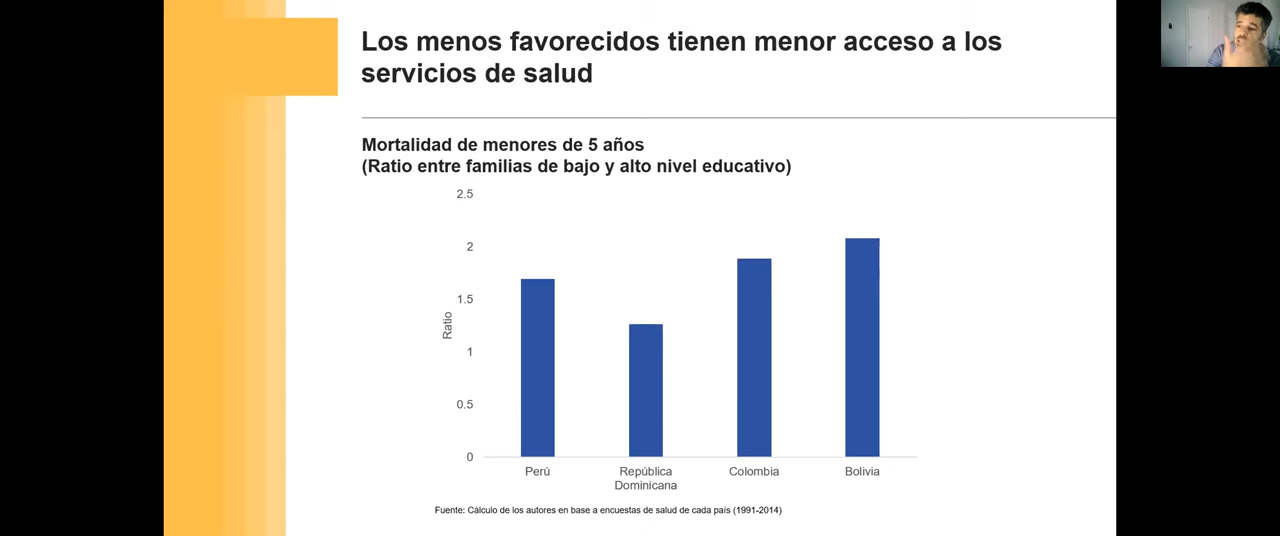 Los menos favorecidos tienen menor acceso a los
servicios de salud
Mortalidad de menores de 5 años
(Ratio entre familias de bajo y alto nivel educativo)
2.5
2
1.5
1
0.5
0
Ratio
Perú
República
Dominicana
Colombia
Bolivia
Fuente: Cálculo de los autores en base a encuestas de salud de cada país (1991-2014)